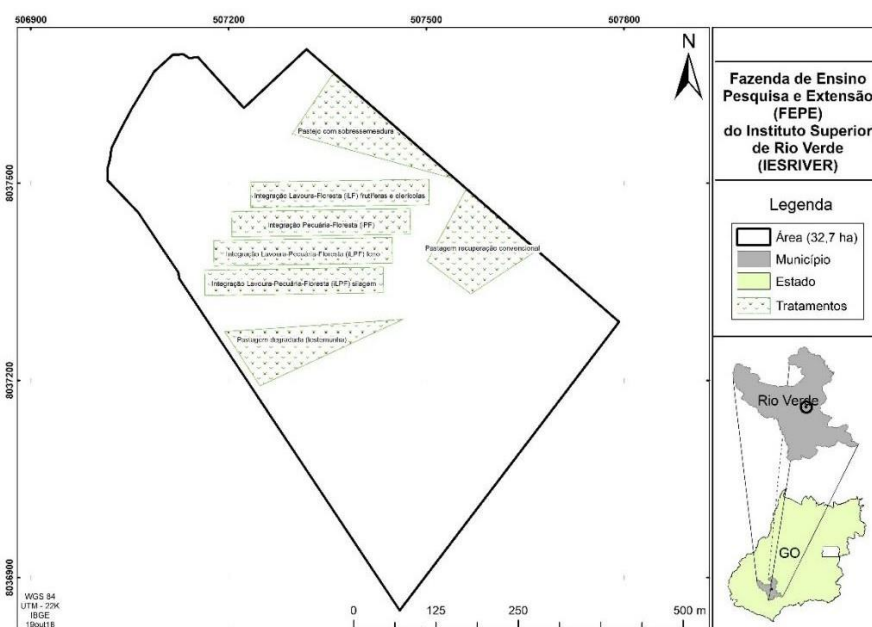 506900
507200
507500
507800
8037500
8037200
8036900
N
Pastejo com sobressemeadura
Integração Lavoura-Floresta (iLF) frutíferas e olerícolas
Integração Pecuária-Floresta (iPF)
Integração Lavoura-Pecuária-Floresta (iLPF) feno
Integração Lavoura-Pecuária-Floresta (iLPF) silagem
Pastagem recuperação convencional
Pastagem degradada (testemunha)
WGS 84
UTM - 22K
IBGE
19out18
0 125 250 500 m
Fazenda de Ensino
Pesquisa e Extensão
(FEPE)
do Instituto Superior
de Rio Verde
(IESRIVER)
Legenda
Área (32,7 ha)
Município
Estado
Tratamentos
Rio Verde
GO